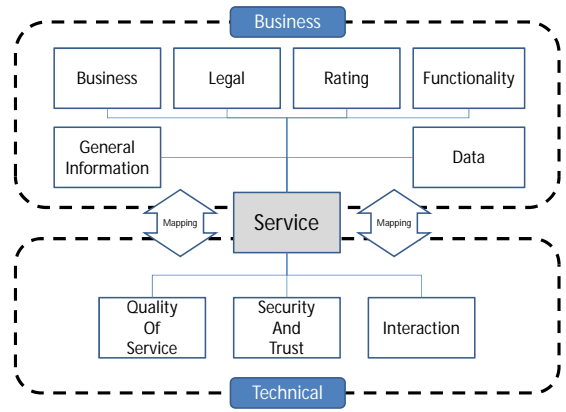 Business
Business
Legal
Rating
Functionality
General
Information
Data
Mapping
Service
Mapping
Quality
Of
Service
Security
And
Trust
Interaction
Technical